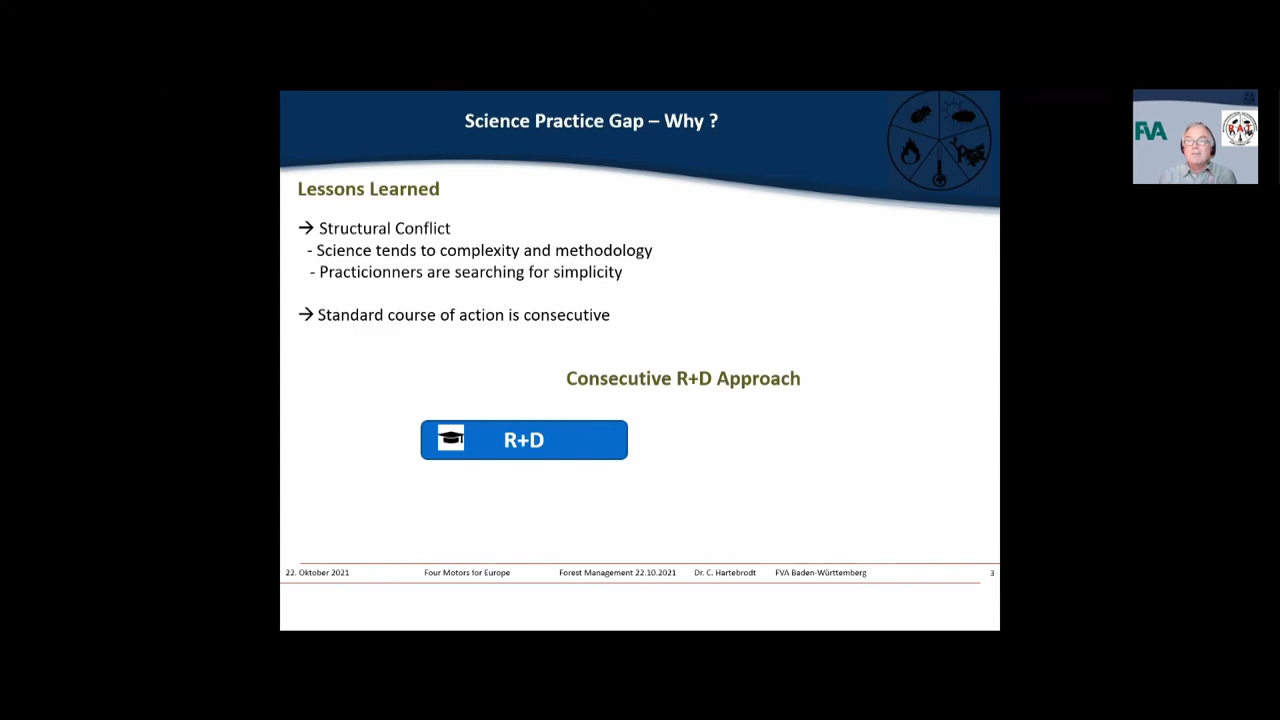 Science Practice Gap – Why ?
FVA
RAT
Lessons Learned
→ Structural Conflict
- Science tends to complexity and methodology
- Practicionners are searching for simplicity
→ Standard course of action is consecutive
Consecutive R+D Approach
R+D
22. Oktober 2021 Four Motors for Europe Forest Management 22.10.2021 Dr. C. Hartebrodt FVA Baden-Württemberg 3